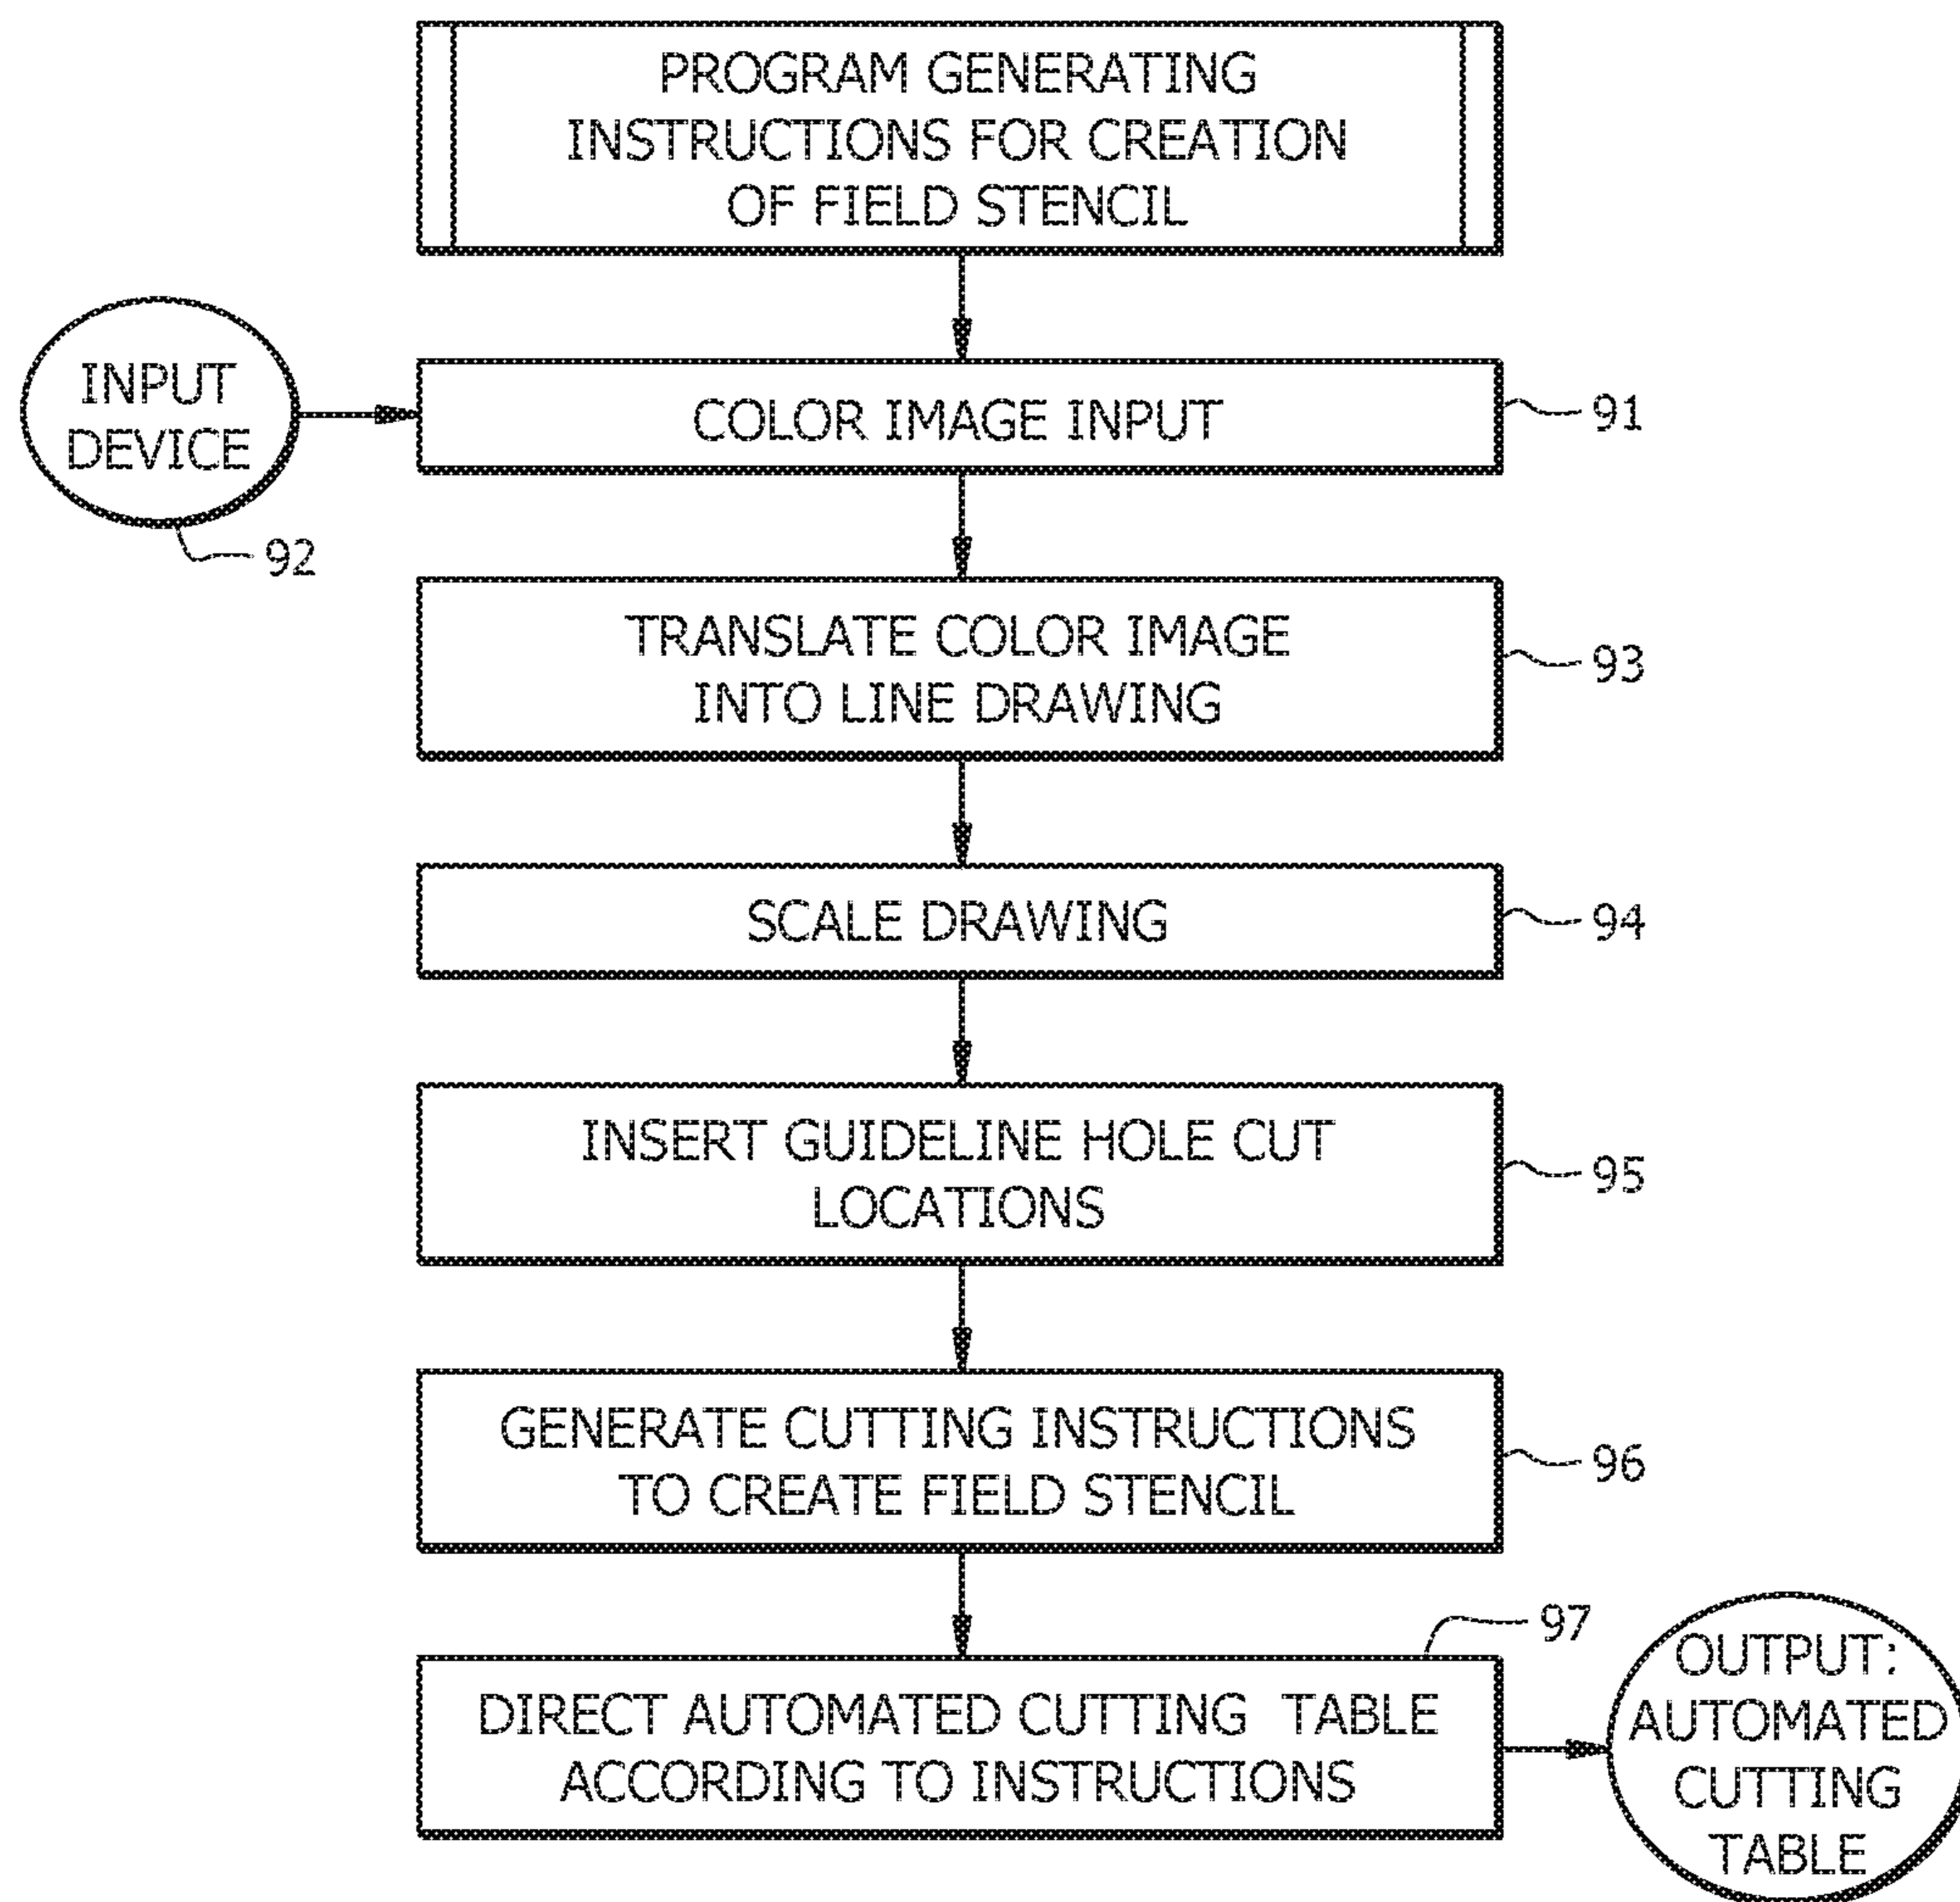 PROGRAM GENERATING
INSTRUCTIONS FOR CREATION
OF FIELD STENCIL
INPUT
DEVICE
92
COLOR IMAGE INPUT
91
TRANSLATE COLOR IMAGE
INTO LINE DRAWING
93
SCALE DRAWING
94
INSERT GUIDELINE HOLE CUT
LOCATIONS
95
GENERATE CUTTING INSTRUCTIONS
TO CREATE FIELD STENCIL
96
97
DIRECT AUTOMATED CUTTING TABLE
ACCORDING TO INSTRUCTIONS
OUTPUT:
AUTOMATED
CUTTING
TABLE